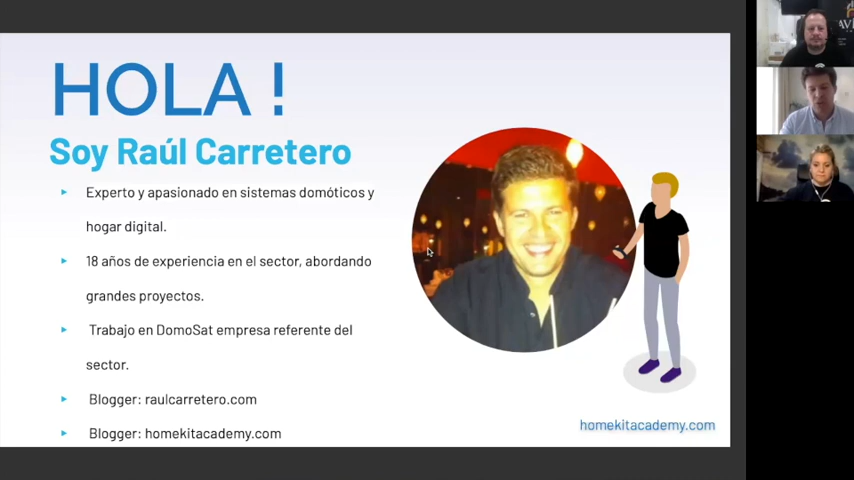 HOLA !
Soy Raúl Carretero
Experto y apasionado en sistemas domóticos y
hogar digital.
18 años de experiencia en el sector, abordando
grandes proyectos.
Trabajo en DomoSat empresa referente del
sector.
Blogger: raulcarretero.com
Blogger: homekitacademy.com
homekitacademy.com